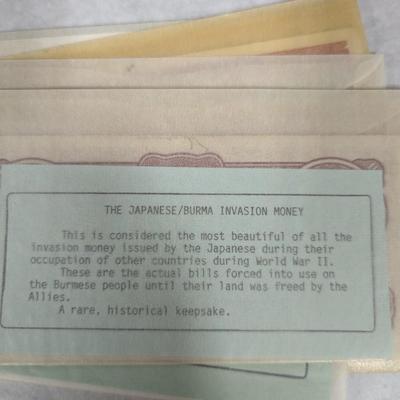 THE JAPANESE/BURMA INVASION MONEY
This is considered the most beautiful of all the
invasion money issued by the Japanese during their
occupation of other countries during World War II.
These are the actual bills forced into use on
the Burmese people until their land was freed by the
Allies.
A rare, historical keepsake.